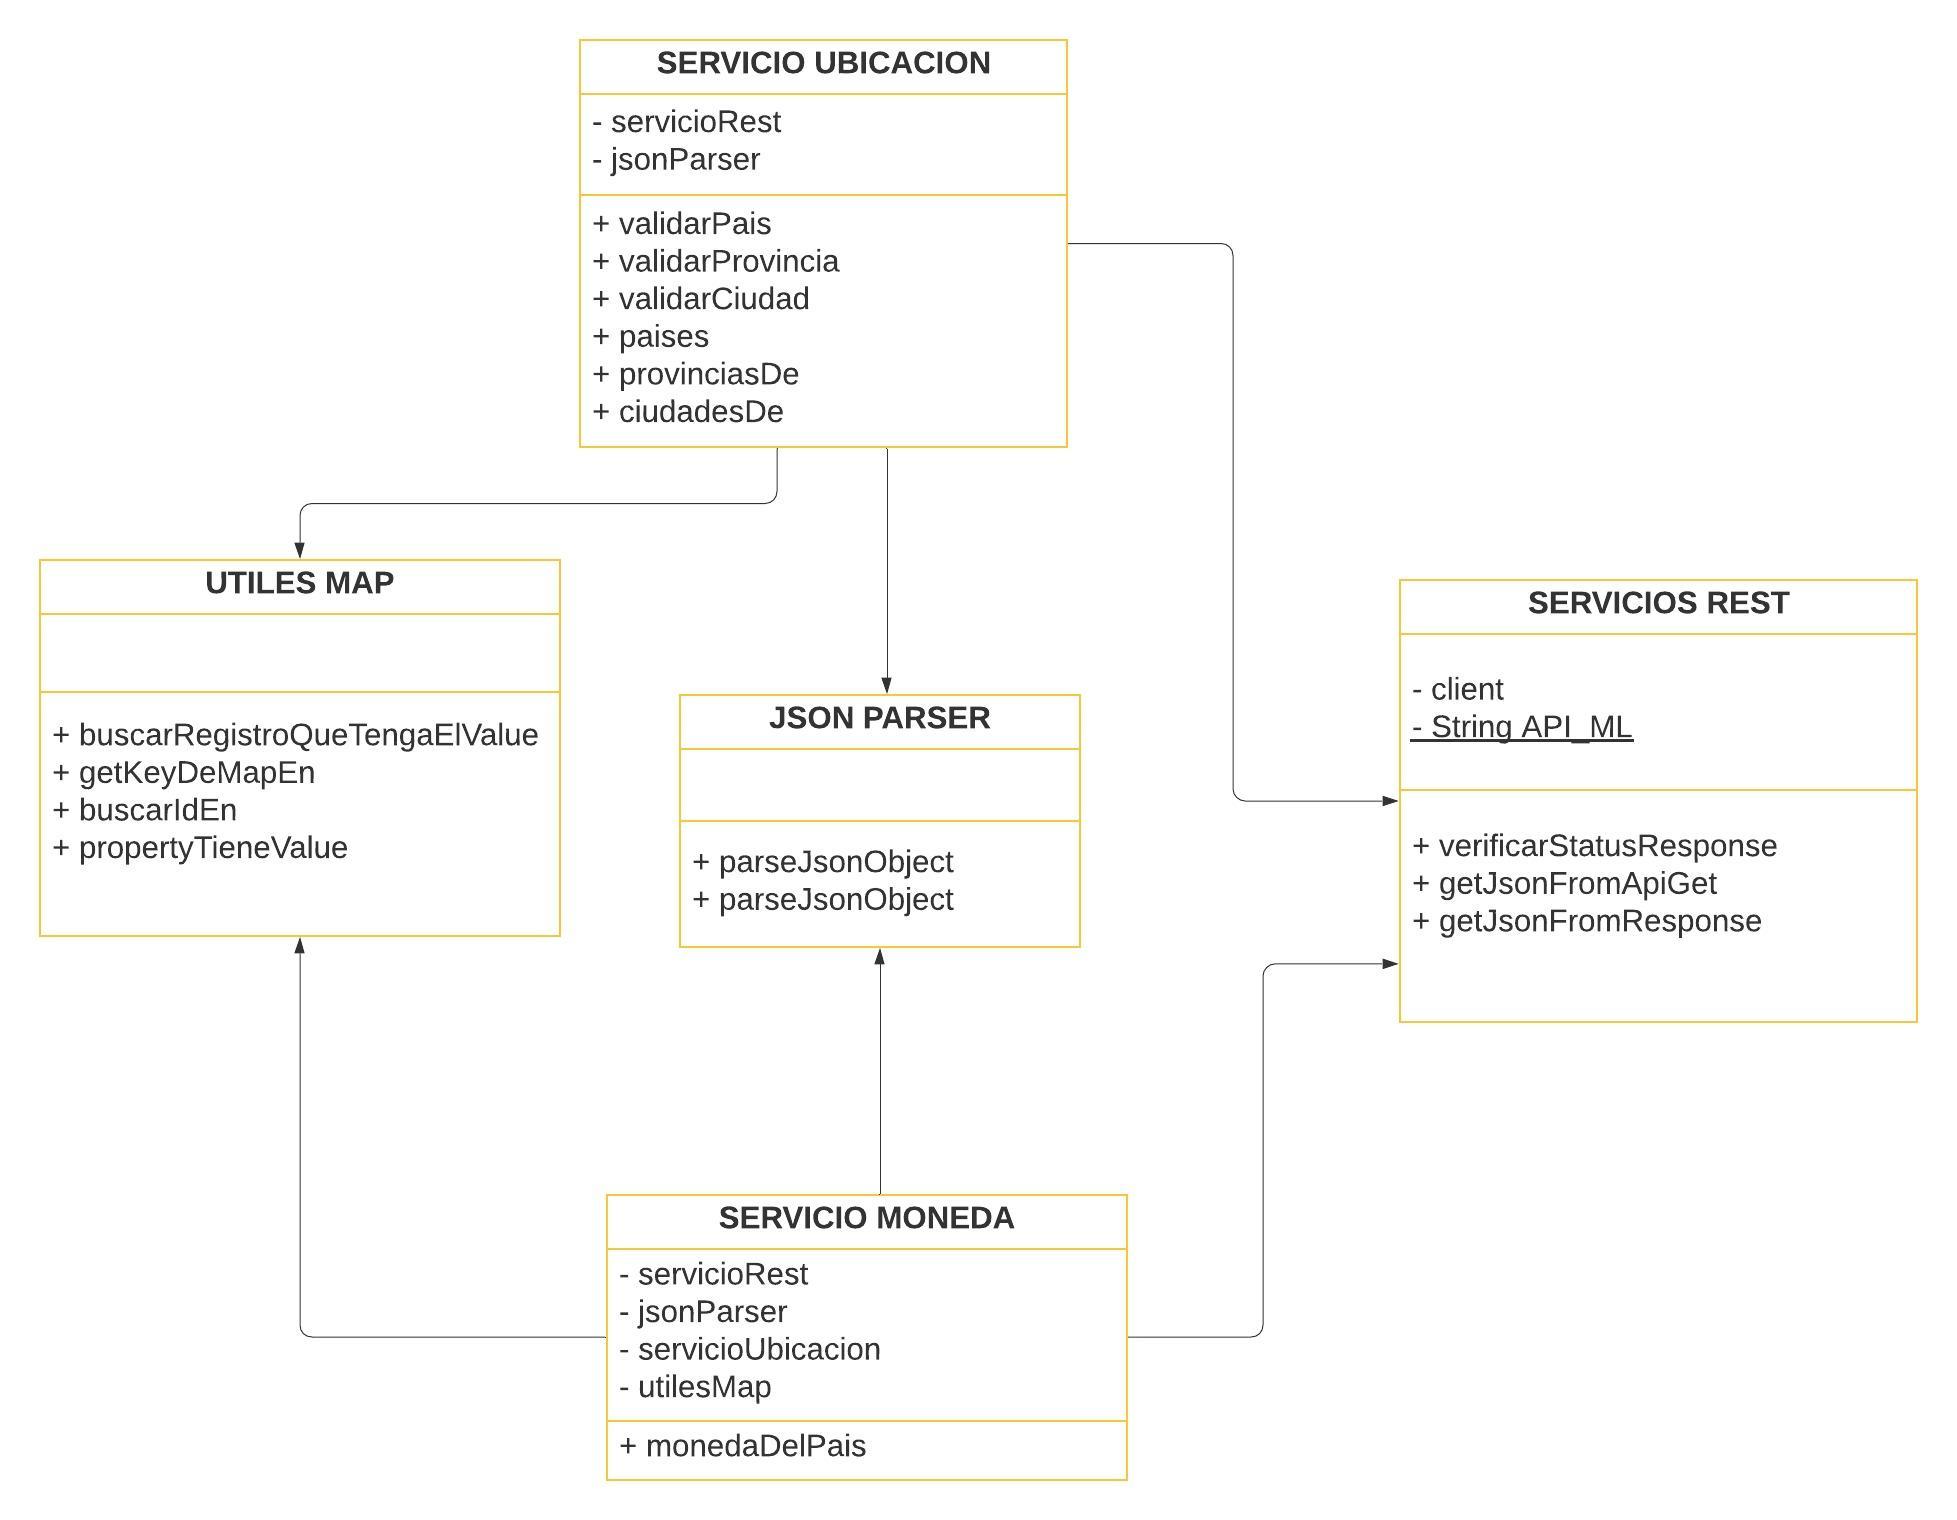 SERVICIO UBICACION
- servicioRest
- jsonParser
+ validarPais
+ validarProvincia
+ validarCiudad
+ paises
+ provinciasDe
+ ciudadesDe
UTILES MAP
+ buscarRegistroQueTengaElValue
+ getKeyDeMapEn
+ buscarIdEn
+ propertyTieneValue
JSON PARSER
+ parseJsonObject
+ parseJsonObject
SERVICIOS REST
- client
- String API_ML
+ verificarStatusResponse
+ getJsonFromApiGet
+ getJsonFromResponse
SERVICIO MONEDA
- servicioRest
- jsonParser
- servicioUbicacion
- utilesMap
+ monedaDelPais